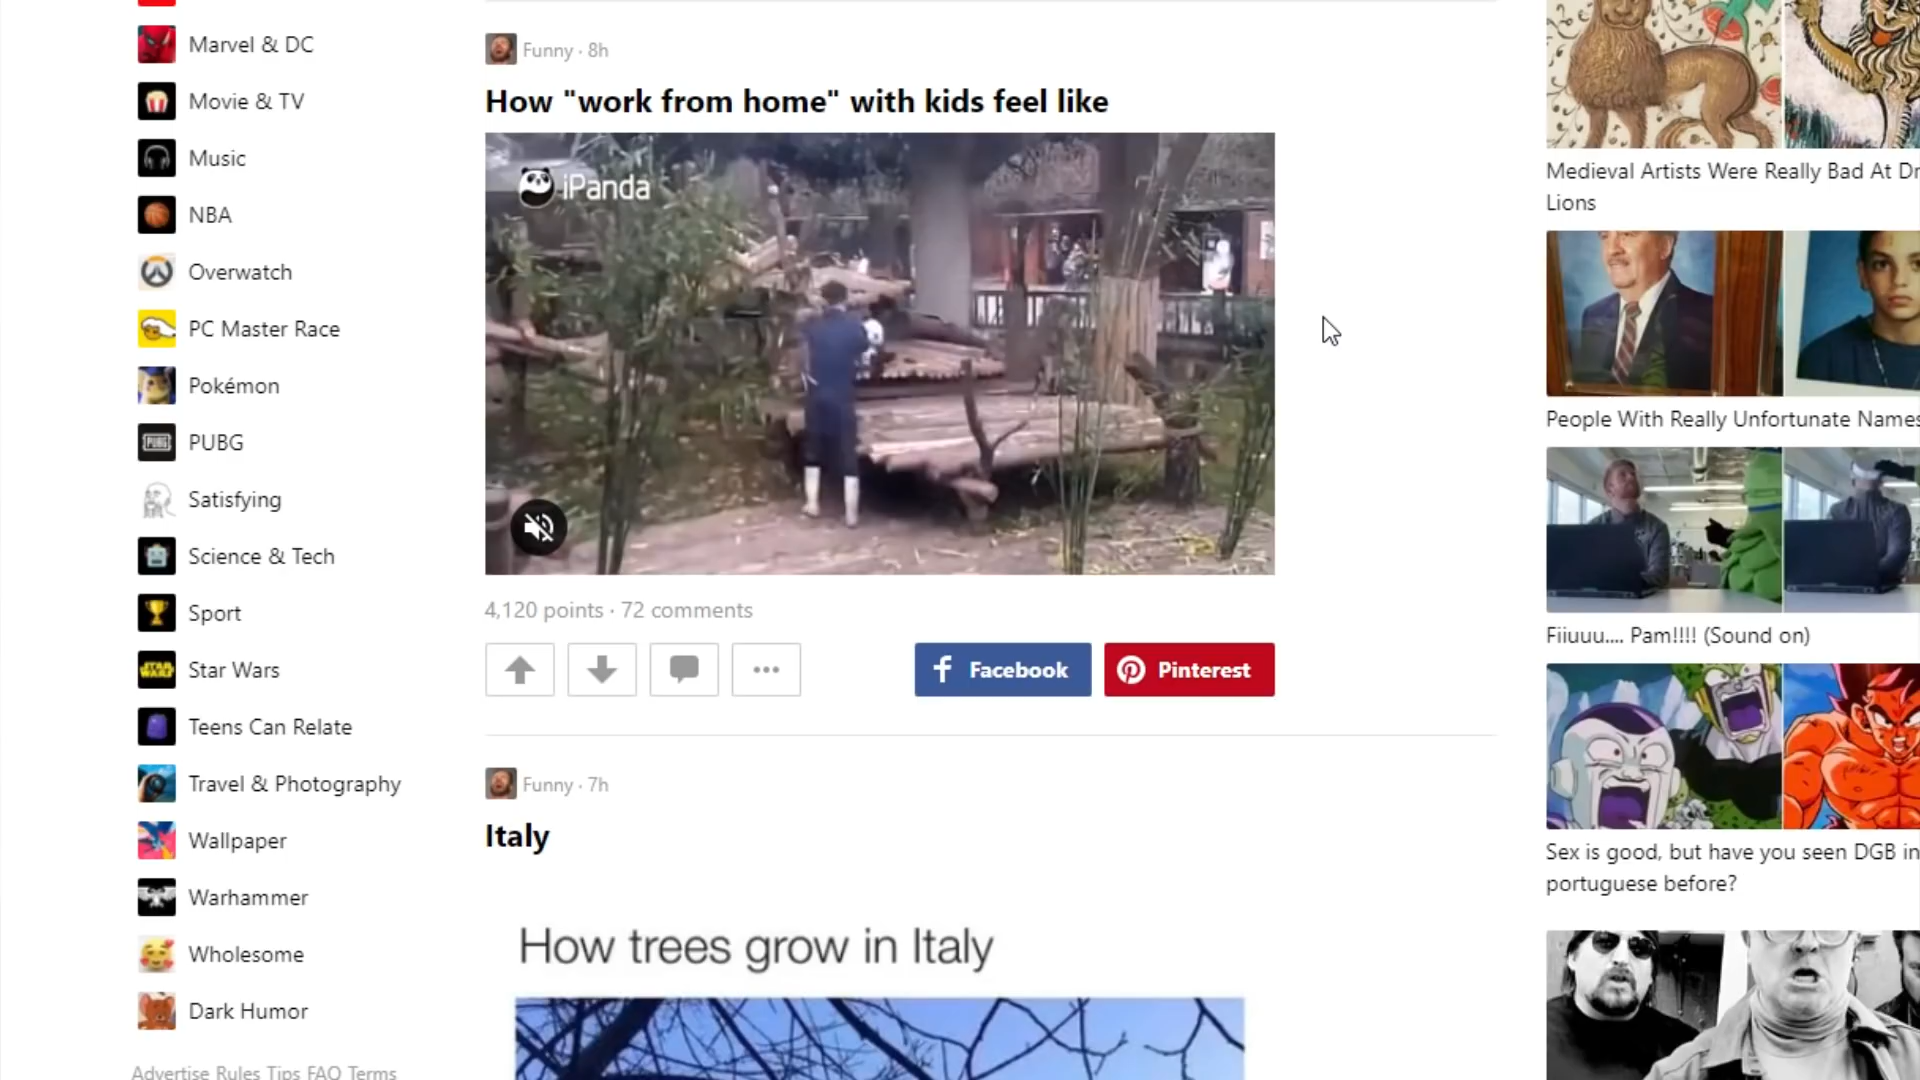 Marvel & DC
Movie & TV
Music
NBA
Overwatch
PC Master Race
Pokémon
PUBG
PUBG
Satisfying
Science & Tech
Sport
STAR WARS
Star Wars
Teens Can Relate
Travel & Photography
Wallpaper
Warhammer
Wholesome
Dark Humor
Advertise Rules Tips FAQ Terms
Funny · 8h
How "work from home" with kids feel like
iPanda
4,120 points · 72 comments
Facebook
Pinterest
Funny · 7h
Italy
How trees grow in Italy
Medieval Artists Were Really Bad At
Lions
People With Really Unfortunate Names
Fiiuuu.... Pam!!!! (Sound on)
Sex is good, but have you seen DGB in
portuguese before?